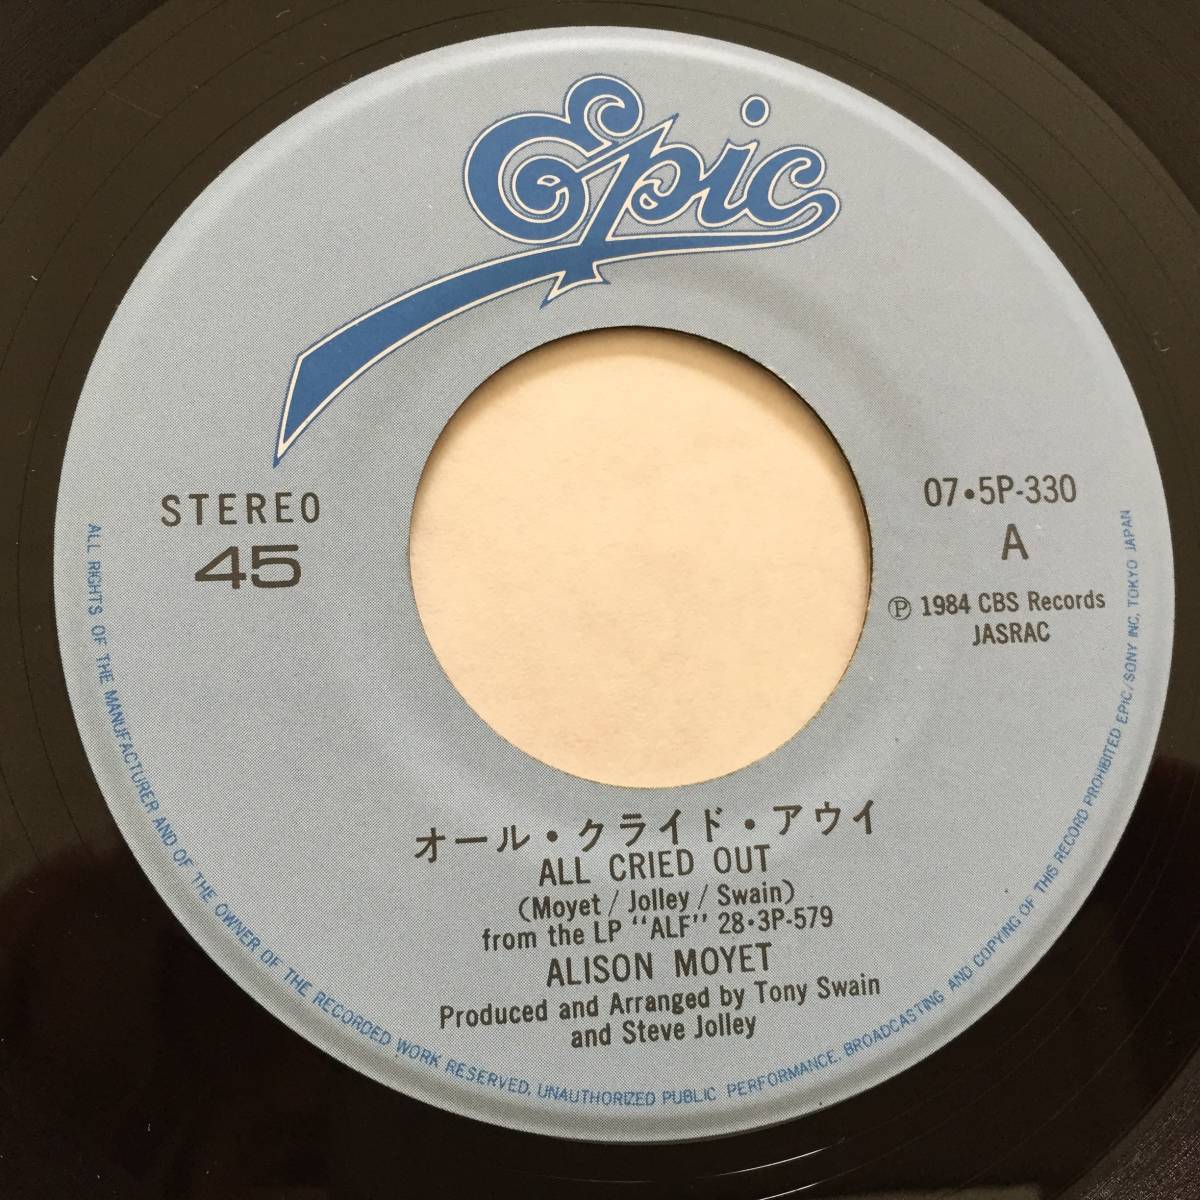 Epic
STEREO
45
07•5P-330
A
Ⓟ 1984 CBS Records
JASRAC
オール・クライド・アウイ
ALL CRIED OUT
(Moyet / Jolley / Swain)
from the LP "ALF" 28・3P-579
ALISON MOYET
Produced and Arranged by Tony Swain
and Steve Jolley
ALL RIGHTS OF THE MANUFACTURER AND OF THE OWNER OF THE RECORDED WORK RESERVED, UNAUTHORIZED PUBLIC PERFORMANCE, BROADCASTING AND COPYING OF THIS RECORD PROHIBITED EPIC/SONY INC. TOKYO JAPAN